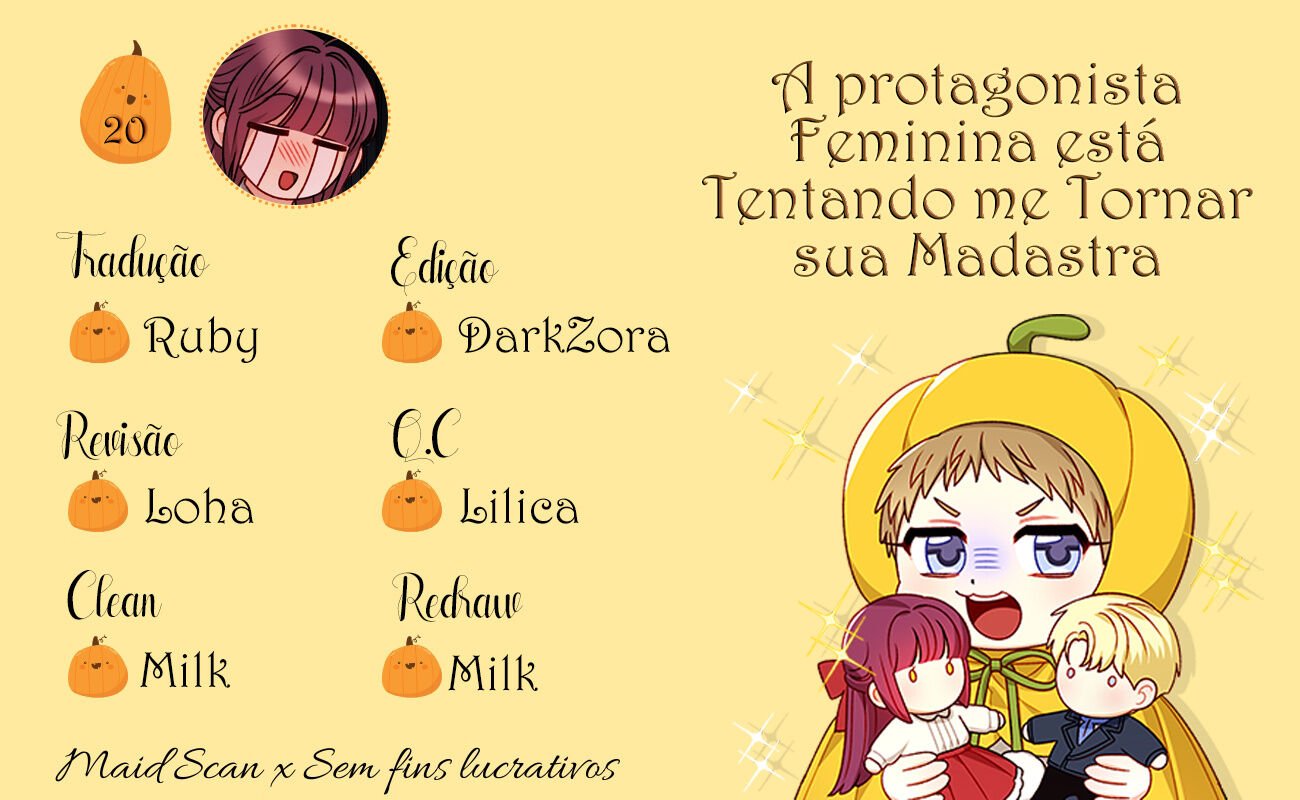 20
A protagonista
Feminina está
Tentando me Tornar
sua Madastra
Tradução
Ruby
Edição
DarkZora
Revisão
Loha
Q.C
Lilica
Clean
Milk
Redraw
Milk
Maid Scan x Sem fins lucrativos